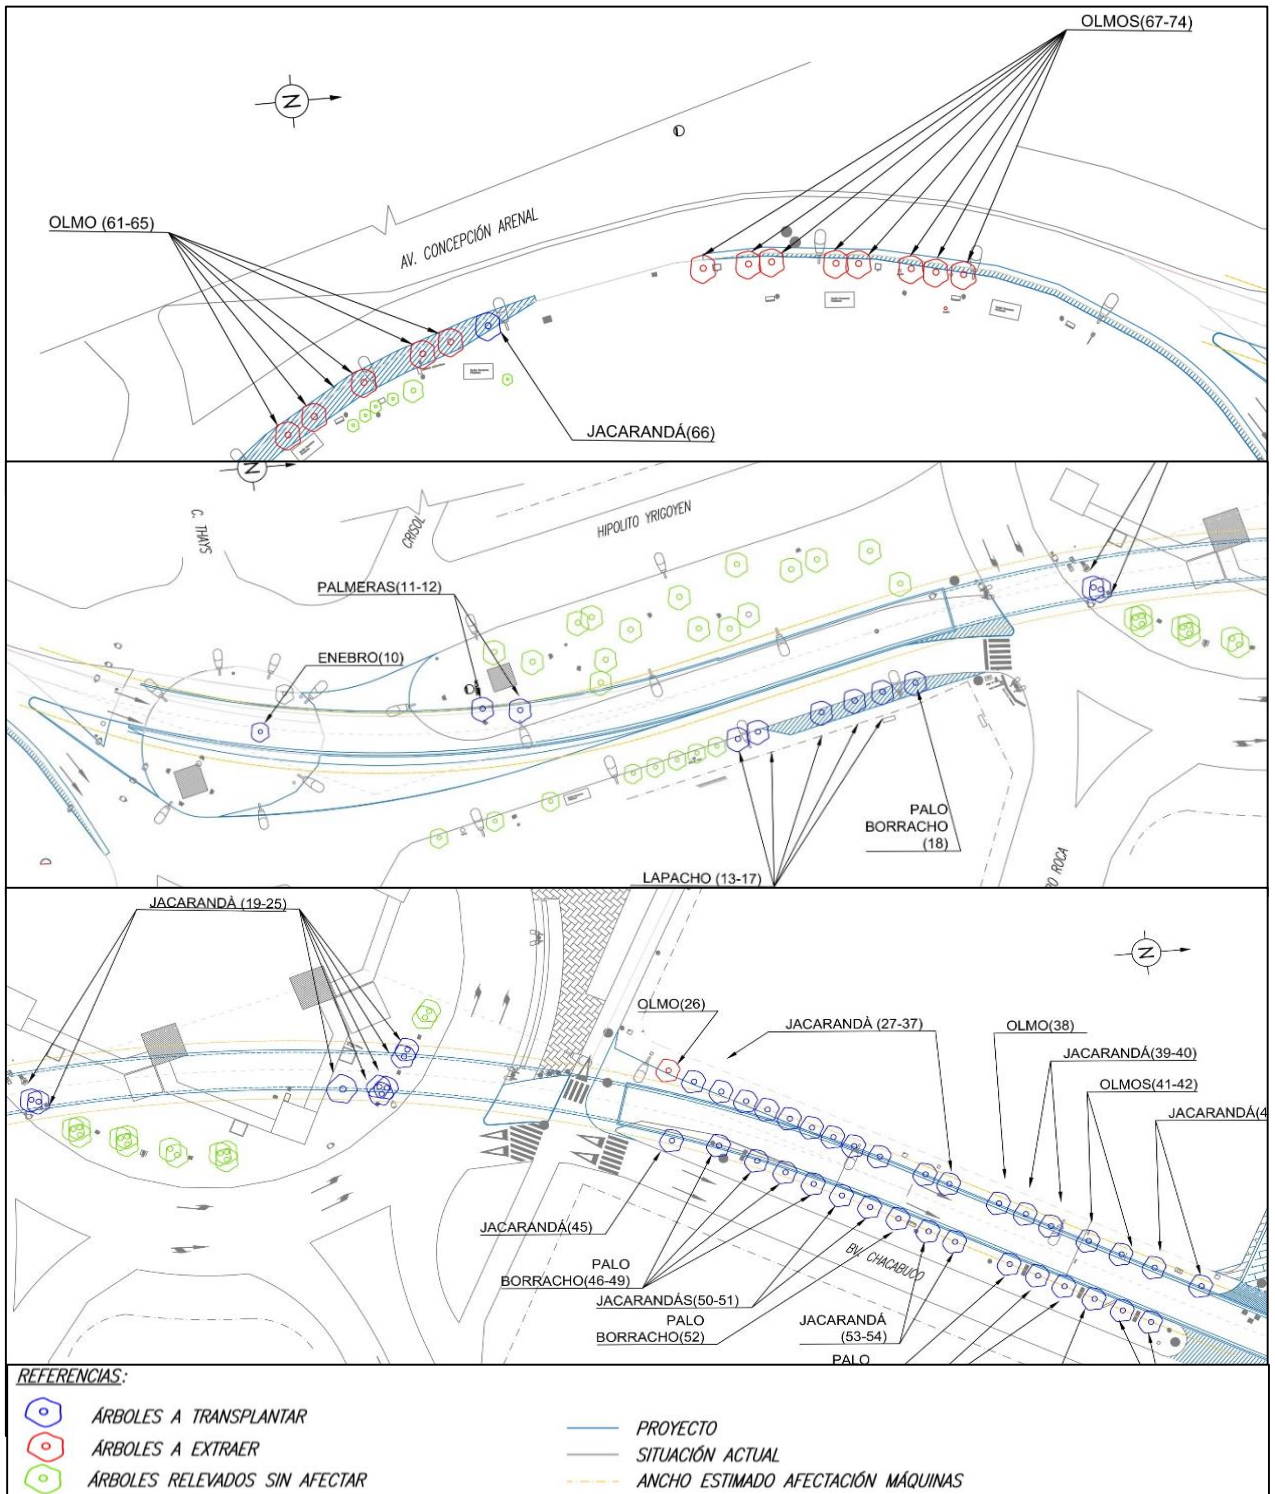 OLMOS(67-74)
N
OLMO (61-65)
AV. CONCEPCIÓN ARENAL
JACARANDÁ(66)
N
C. THAYS
CRISOL
HIPOLITO YRIGOYEN
PALMERAS(11-12)
ENEBRO(10)
PALO
BORRACHO
(18)
LAPACHO (13-17)
ROCA
JACARANDÀ (19-25)
N
OLMO(26)
JACARANDÀ (27-37)
OLMO(38)
JACARANDÁ(39-40)
OLMOS(41-42)
JACARANDÁ(4
JACARANDÁ(45)
BV. CHACABUCO
PALO
BORRACHO(46-49)
JACARANDÁS(50-51)
PALO
BORRACHO(52)
JACARANDÁ
(53-54)
PALO
REFERENCIAS:
ÁRBOLES A TRANSPLANTAR
ÁRBOLES A EXTRAER
ÁRBOLES RELEVADOS SIN AFECTAR
PROYECTO
SITUACIÓN ACTUAL
ANCHO ESTIMADO AFECTACIÓN MÁQUINAS